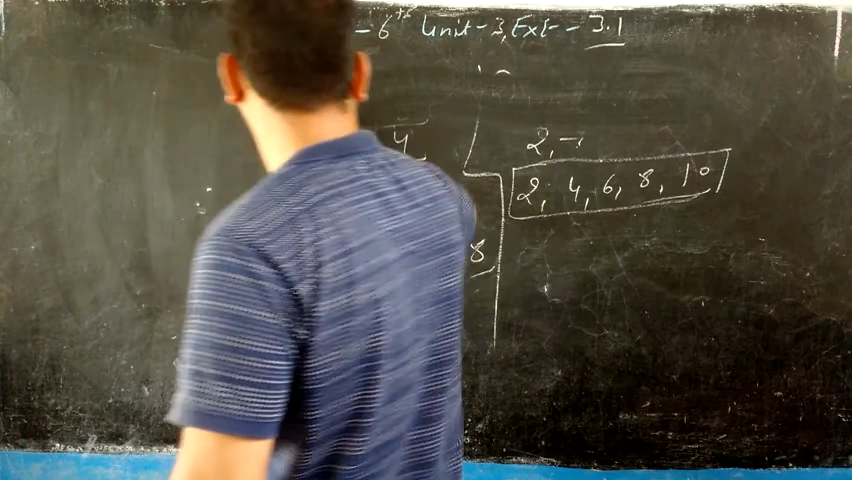 - 6th Unit - 3, Ex - 3.1
4
2,
2, 4, 6, 8, 10
8